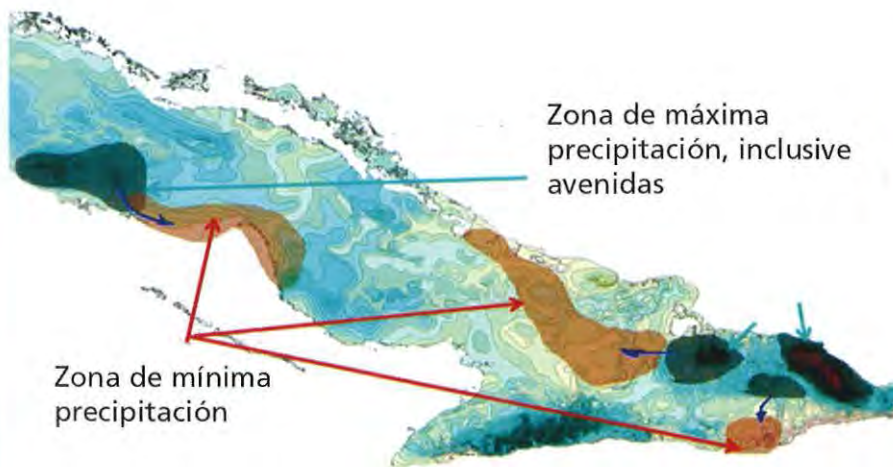 Zona de máxima
precipitación, inclusive
avenidas
Zona de mínima
precipitación